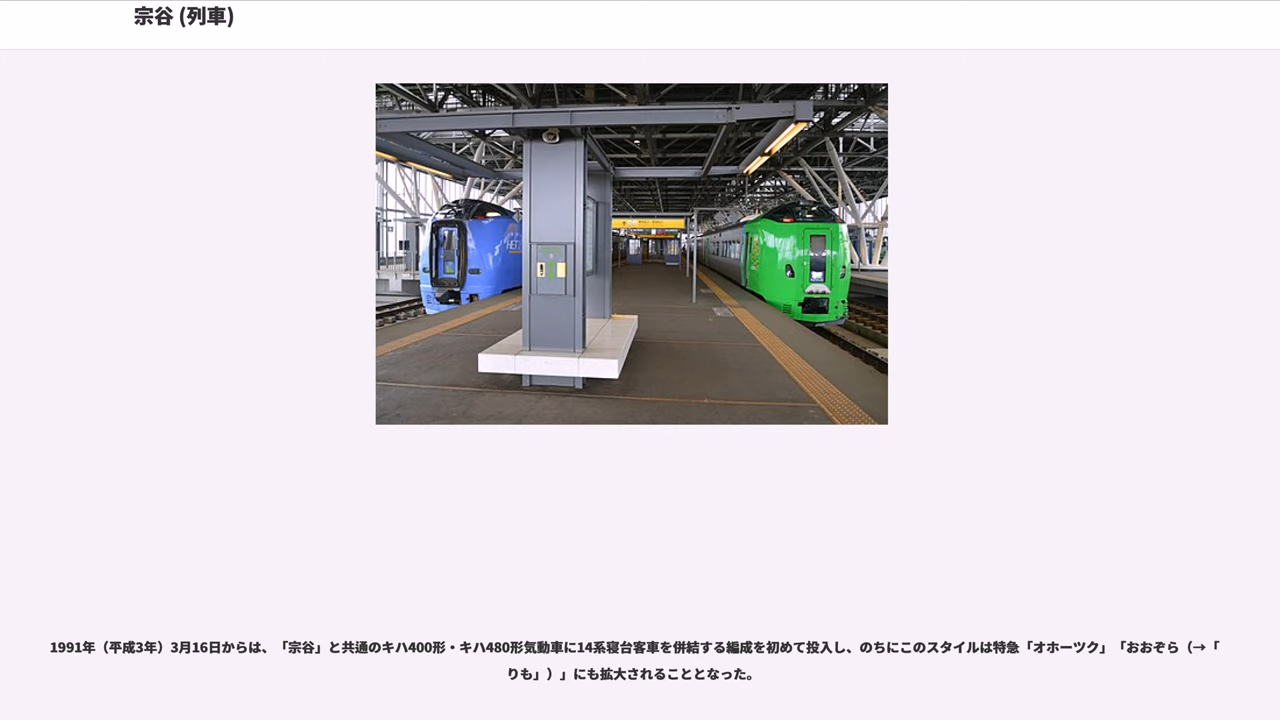 宗谷 (列車)
1991年（平成3年）3月16日からは、「宗谷」と共通のキハ400形・キハ480形気動車に14系寝台客車を併結する編成を初めて投入し、のちにこのスタイルは特急「オホーツク」「おおぞら（→「
りも」）」にも拡大されることとなった。